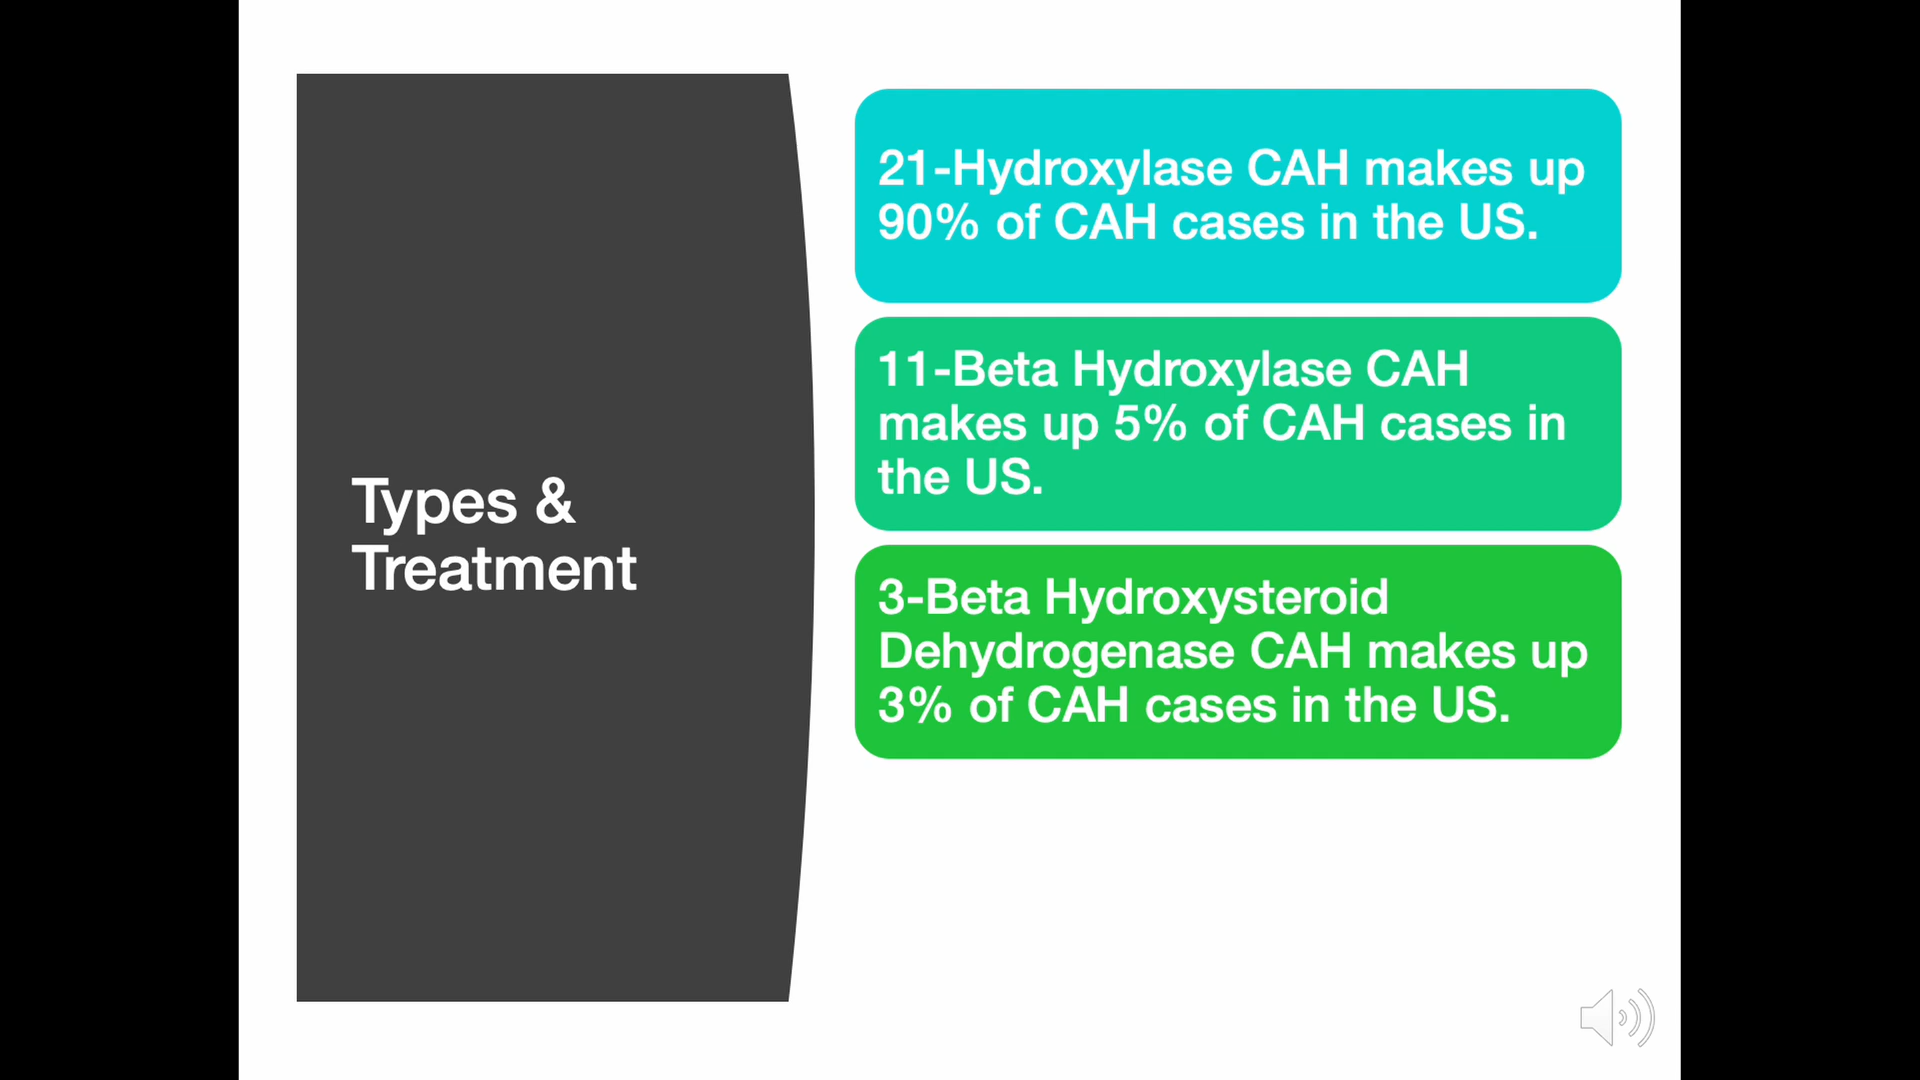 Types &
Treatment
21-Hydroxylase CAH makes up
90% of CAH cases in the US.
11-Beta Hydroxylase CAH
makes up 5% of CAH cases in
the US.
3-Beta Hydroxysteroid
Dehydrogenase CAH makes up
3% of CAH cases in the US.